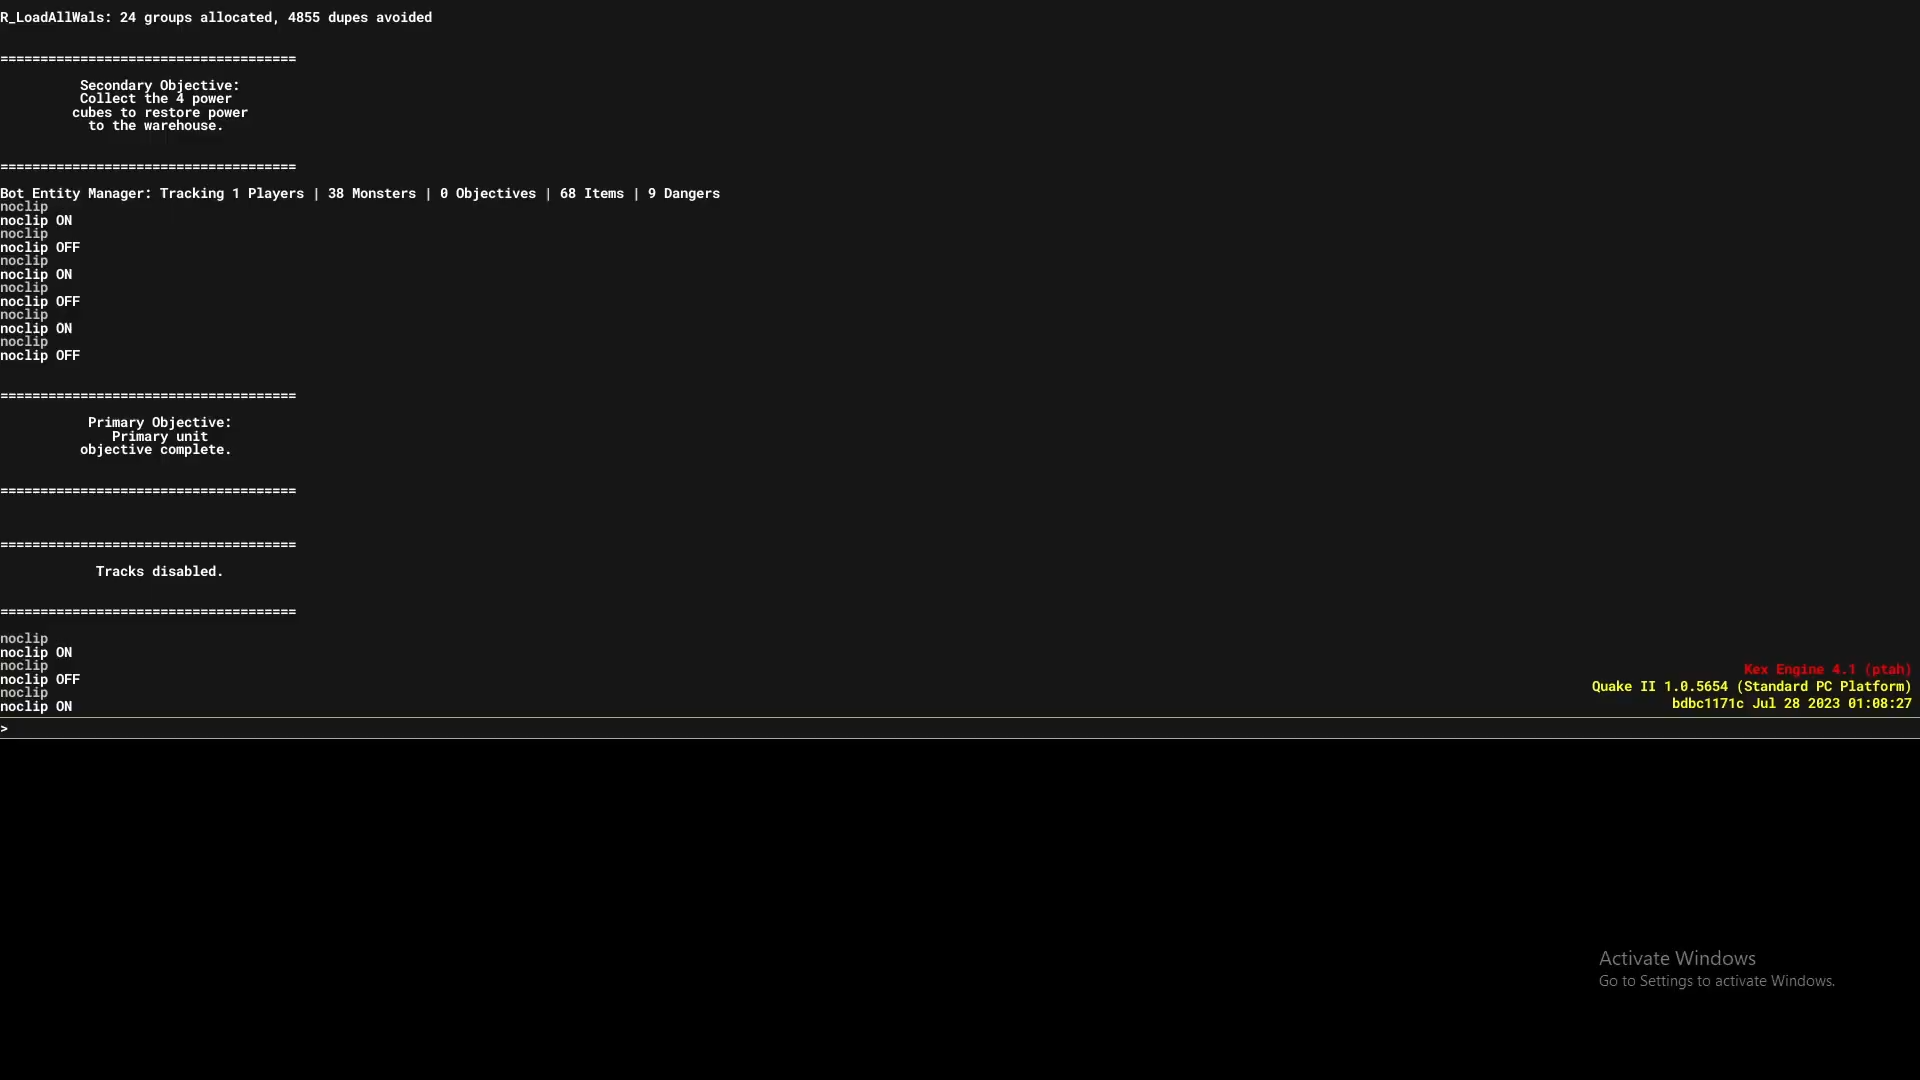 R_LoadAllWals: 24 groups allocated, 4855 dupes avoided
=====================================
Secondary Objective:
Collect the 4 power
cubes to restore power
to the warehouse.
=====================================
Bot Entity Manager: Tracking 1 Players | 38 Monsters | 0 Objectives | 68 Items | 9 Dangers
noclip
noclip ON
noclip
noclip OFF
noclip
noclip ON
noclip
noclip OFF
noclip
noclip ON
noclip
noclip OFF
=====================================
Primary Objective:
Primary unit
objective complete.
=====================================
=====================================
Tracks disabled.
=====================================
noclip
noclip ON
noclip
noclip OFF
noclip
noclip ON
Kex Engine 4.1 (ptah)
Quake II 1.0.5654 (Standard PC Platform)
bdbc1171c Jul 28 2023 01:08:27
>
Activate Windows
Go to Settings to activate Windows.